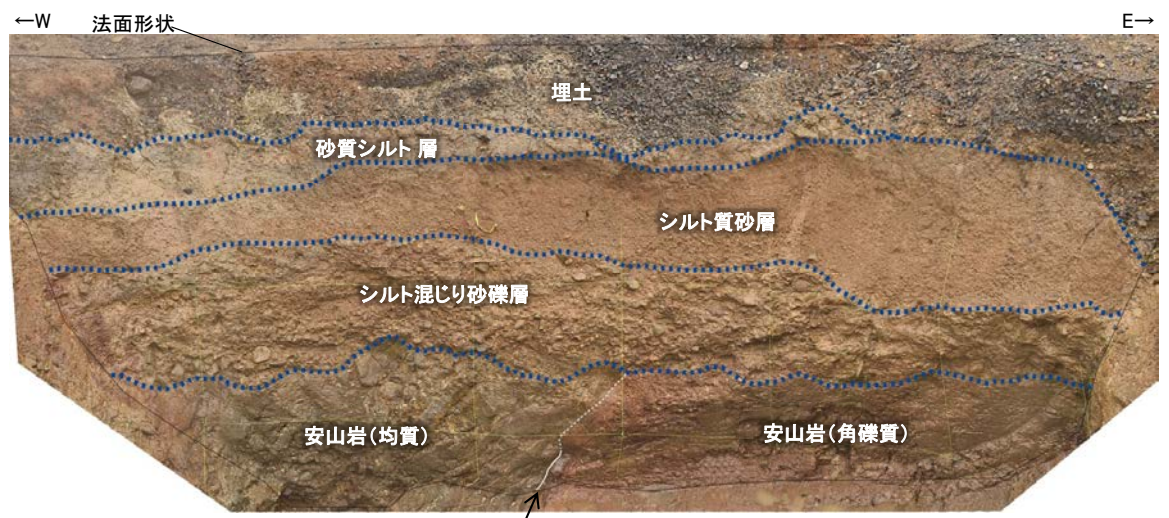 ←W
法面形状
E→
埋土
砂質シルト 層
シルト質砂層
シルト混じり砂礫層
安山岩(均質)
安山岩(角礫質)